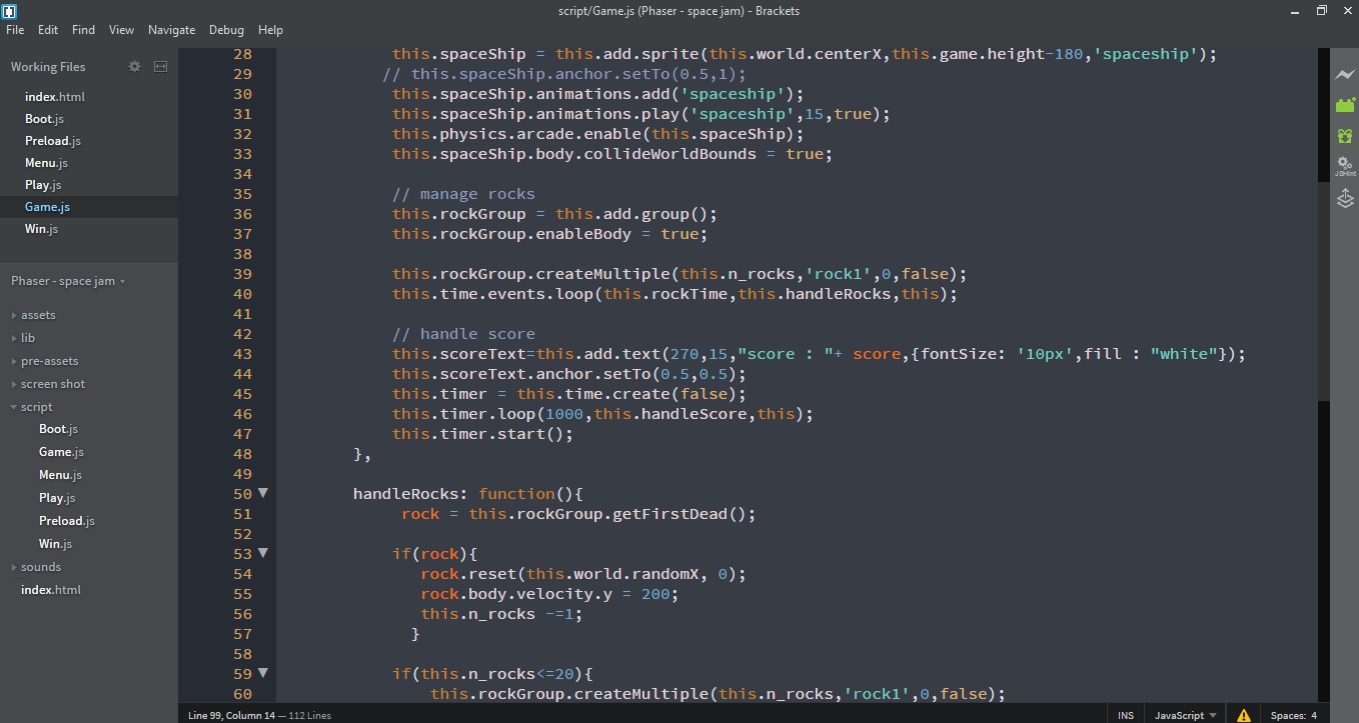 script/Game.js (Phaser - space jam) - Brackets
File Edit Find View Navigate Debug Help
Working Files
index.html
Boot.js
Preload.js
Menu.js
Play.js
Game.js
Win.js
Phaser - space jam
assets
lib
pre-assets
screen shot
script
Boot.js
Game.js
Menu.js
Play.js
Preload.js
Win.js
sounds
index.html
28 this.spaceShip = this.add.sprite(this.world.centerX,this.game.height-180,'spaceship');
29 // this.spaceShip.anchor.setTo(0.5,1);
30 this.spaceShip.animations.add('spaceship');
31 this.spaceShip.animations.play('spaceship',15,true);
32 this.physics.arcade.enable(this.spaceShip);
33 this.spaceShip.body.collideWorldBounds = true;
34
35 // manage rocks
36 this.rockGroup = this.add.group();
37 this.rockGroup.enableBody = true;
38
39 this.rockGroup.createMultiple(this.n_rocks,'rock1',0,false);
40 this.time.events.loop(this.rockTime,this.handleRocks,this);
41
42 // handle score
43 this.scoreText=this.add.text(270,15,"score : "+ score,{fontSize: '10px',fill : "white"});
44 this.scoreText.anchor.setTo(0.5,0.5);
45 this.timer = this.time.create(false);
46 this.timer.loop(1000,this.handleScore,this);
47 this.timer.start();
48 },
49
50 handleRocks: function(){
51 rock = this.rockGroup.getFirstDead();
52
53 if(rock){
54 rock.reset(this.world.randomX, 0);
55 rock.body.velocity.y = 200;
56 this.n_rocks -=1;
57 }
58
59 if(this.n_rocks<=20){
60 this.rockGroup.createMultiple(this.n_rocks,'rock1',0,false);
JSHint
Line 99, Column 14 — 112 Lines
INS JavaScript Spaces: 4